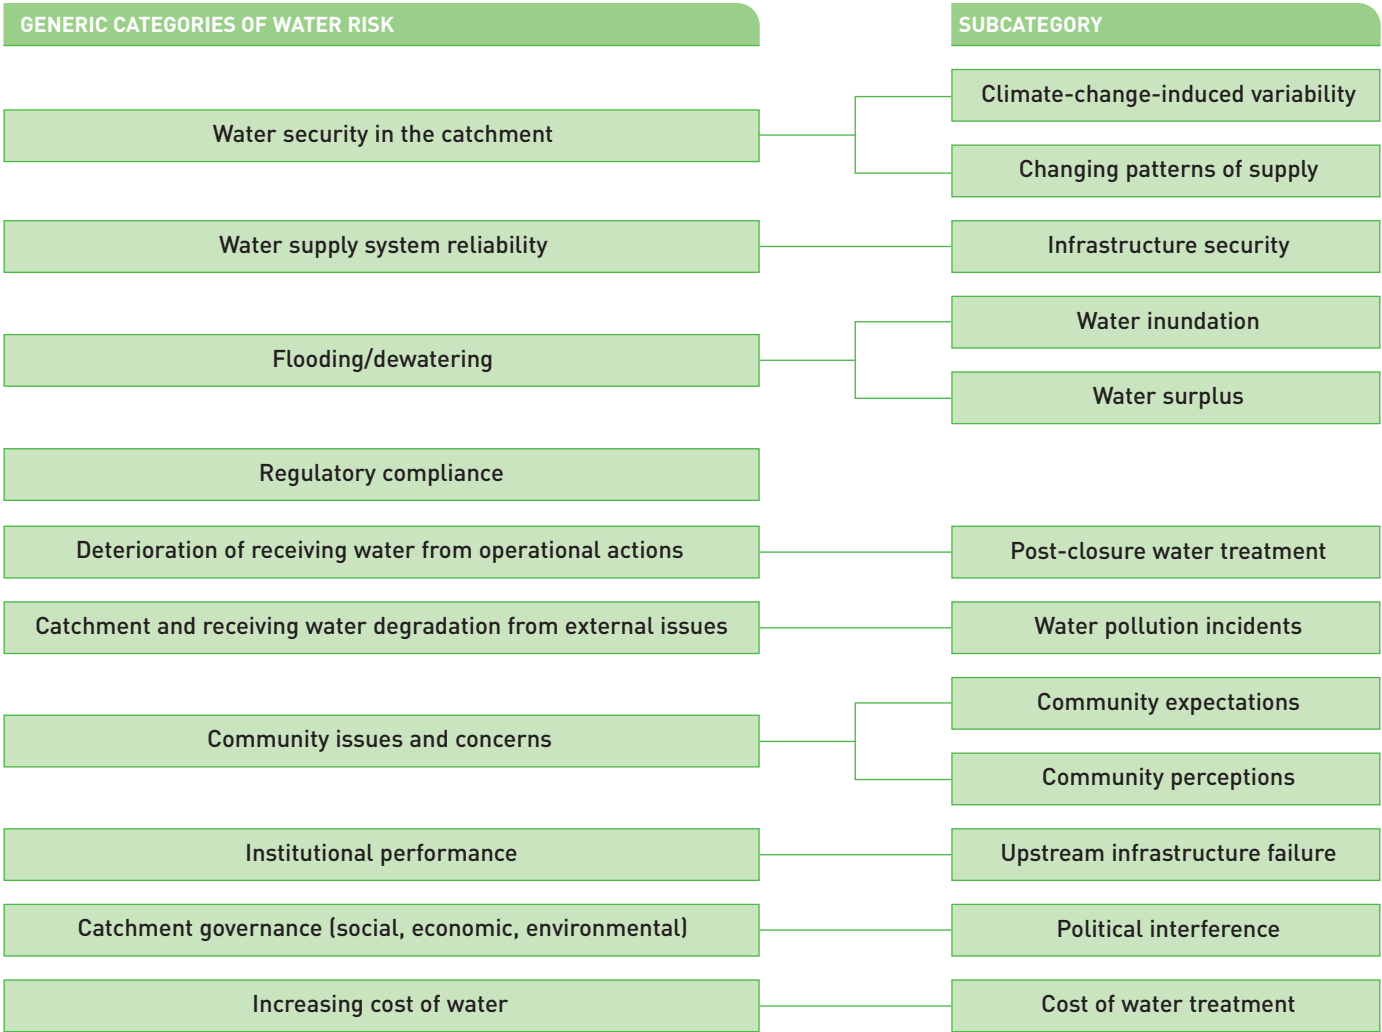 GENERIC CATEGORIES OF WATER RISK
SUBCATEGORY
Water security in the catchment
Climate-change-induced variability
Changing patterns of supply
Water supply system reliability
Infrastructure security
Flooding/dewatering
Water inundation
Water surplus
Regulatory compliance
Deterioration of receiving water from operational actions
Post-closure water treatment
Catchment and receiving water degradation from external issues
Water pollution incidents
Community issues and concerns
Community expectations
Community perceptions
Institutional performance
Upstream infrastructure failure
Catchment governance (social, economic, environmental)
Political interference
Increasing cost of water
Cost of water treatment